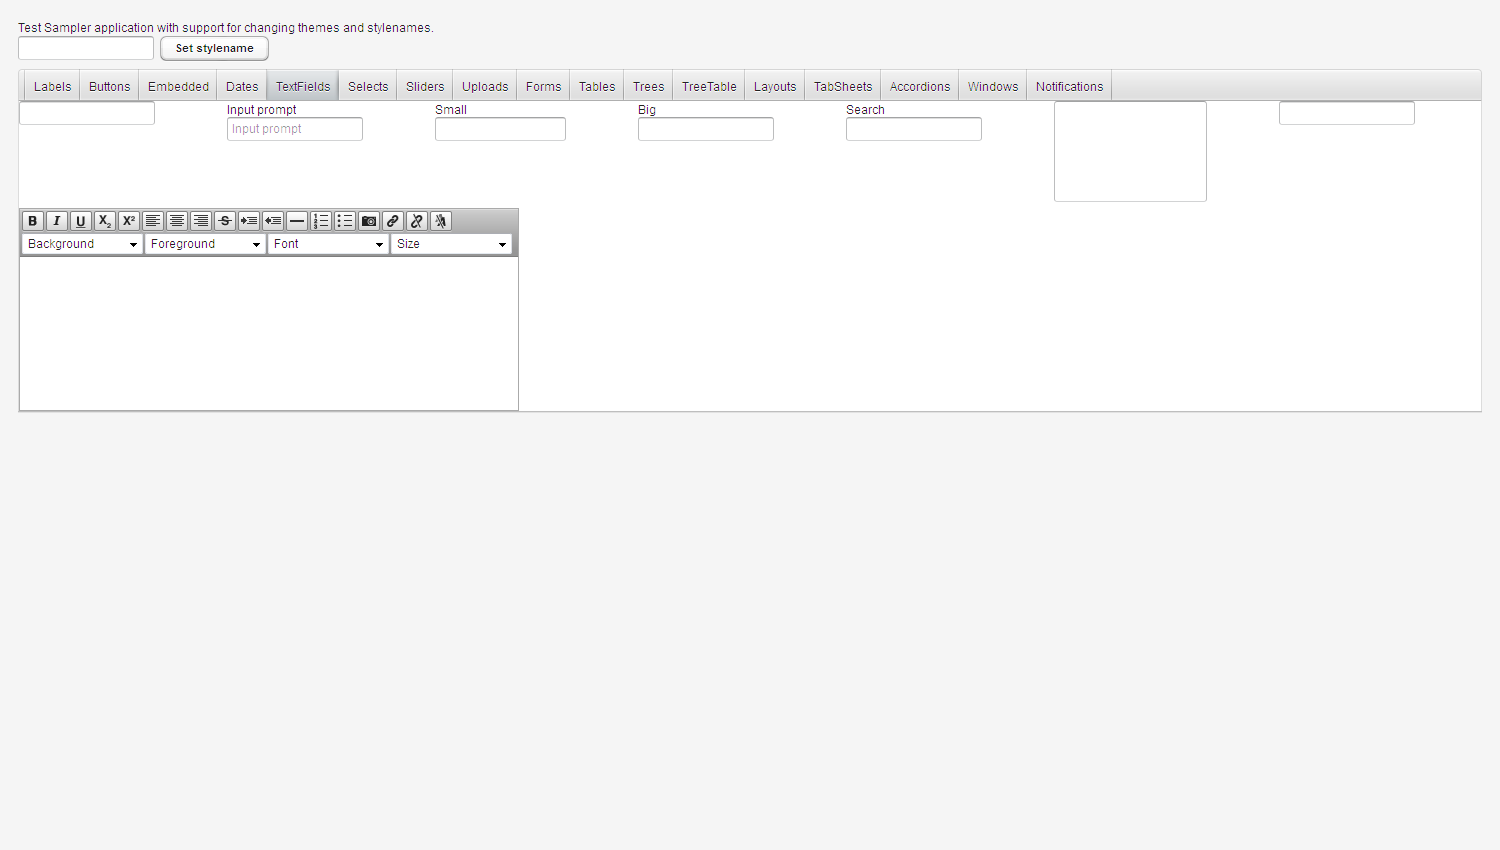 Test Sampler application with support for changing themes and stylenames.
Set stylename
Labels Buttons Embedded Dates TextFields Selects Sliders Uploads Forms Tables Trees TreeTable Layouts TabSheets Accordions Windows Notifications
Input prompt Small Big Search
Input prompt
B I U X₂ X² S
Background Foreground Font Size